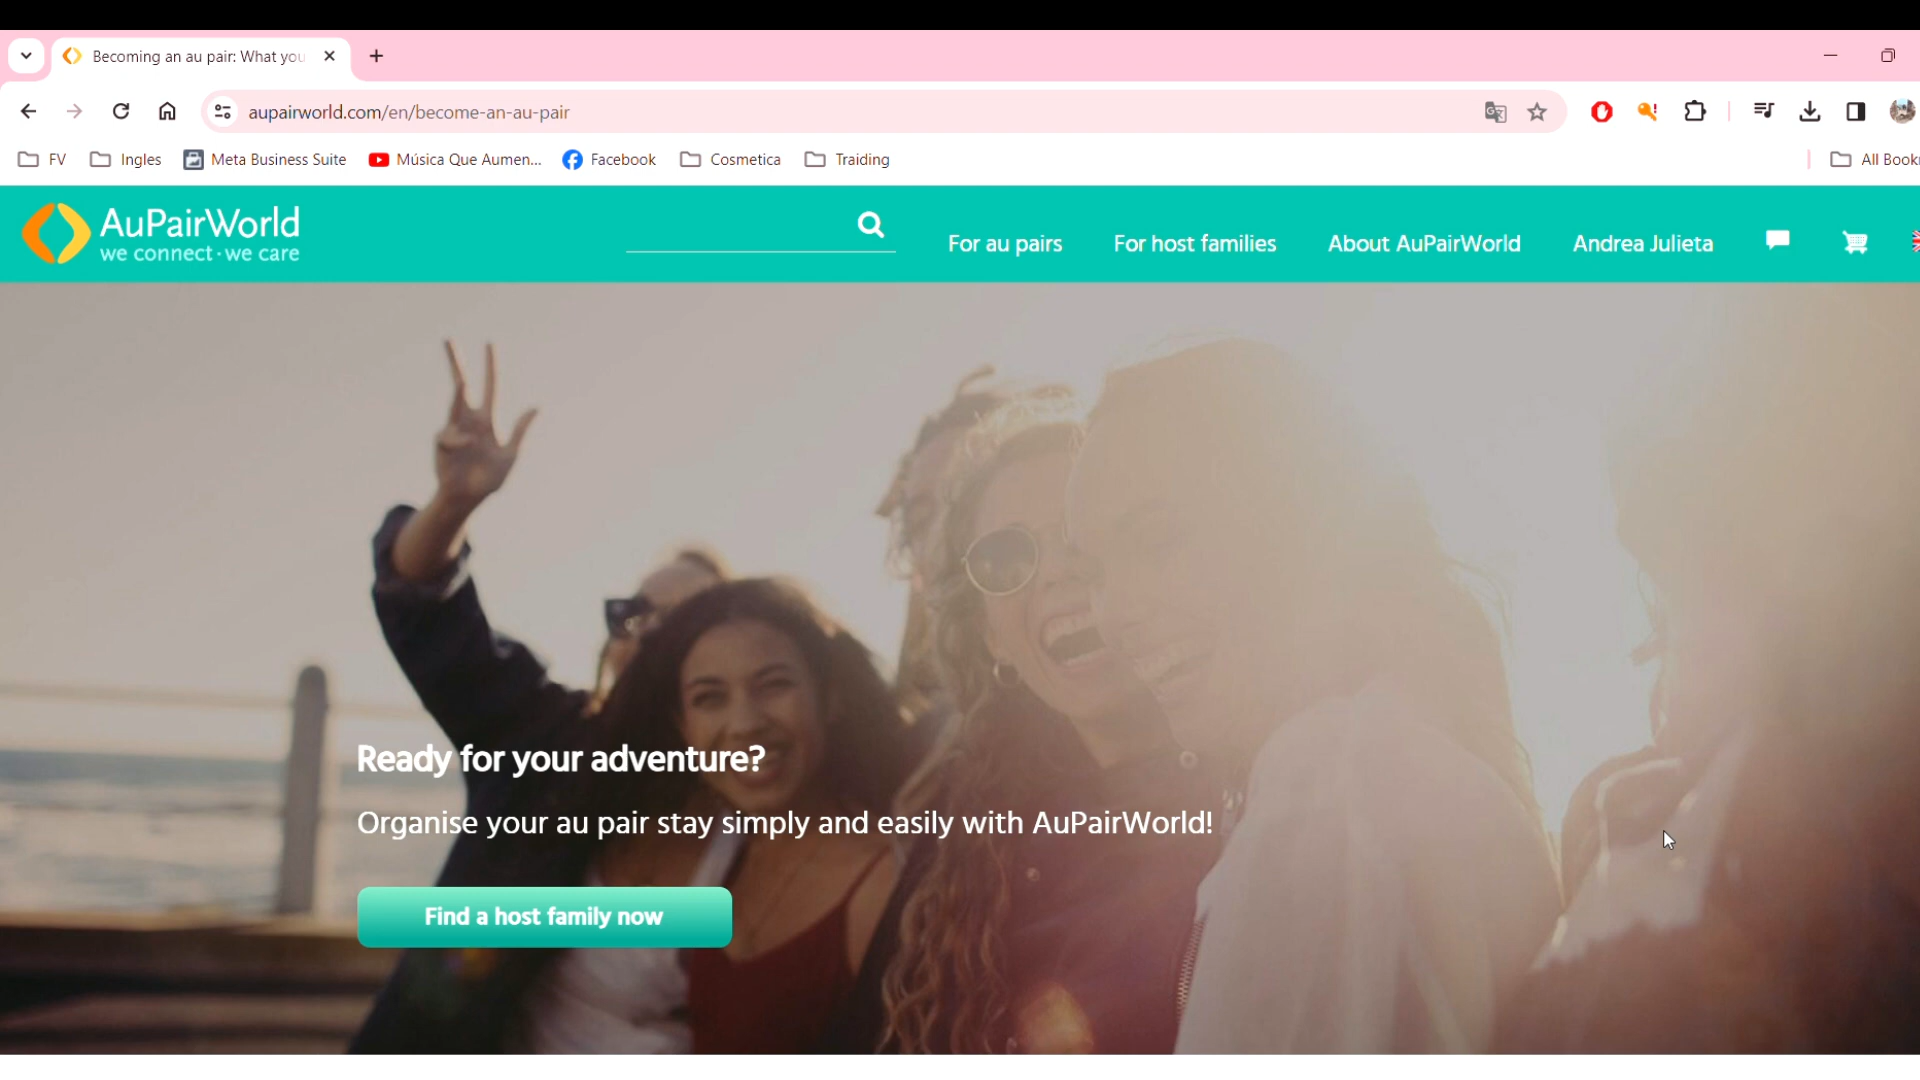 Becoming an au pair: What you
aupairworld.com/en/become-an-au-pair
FV Ingles Meta Business Suite Música Que Aumen... Facebook Cosmetica Traiding All Book
AuPairWorld
we connect·we care
For au pairs For host families About AuPairWorld Andrea Julieta
Ready for your adventure?
Organise your au pair stay simply and easily with AuPairWorld!
Find a host family now